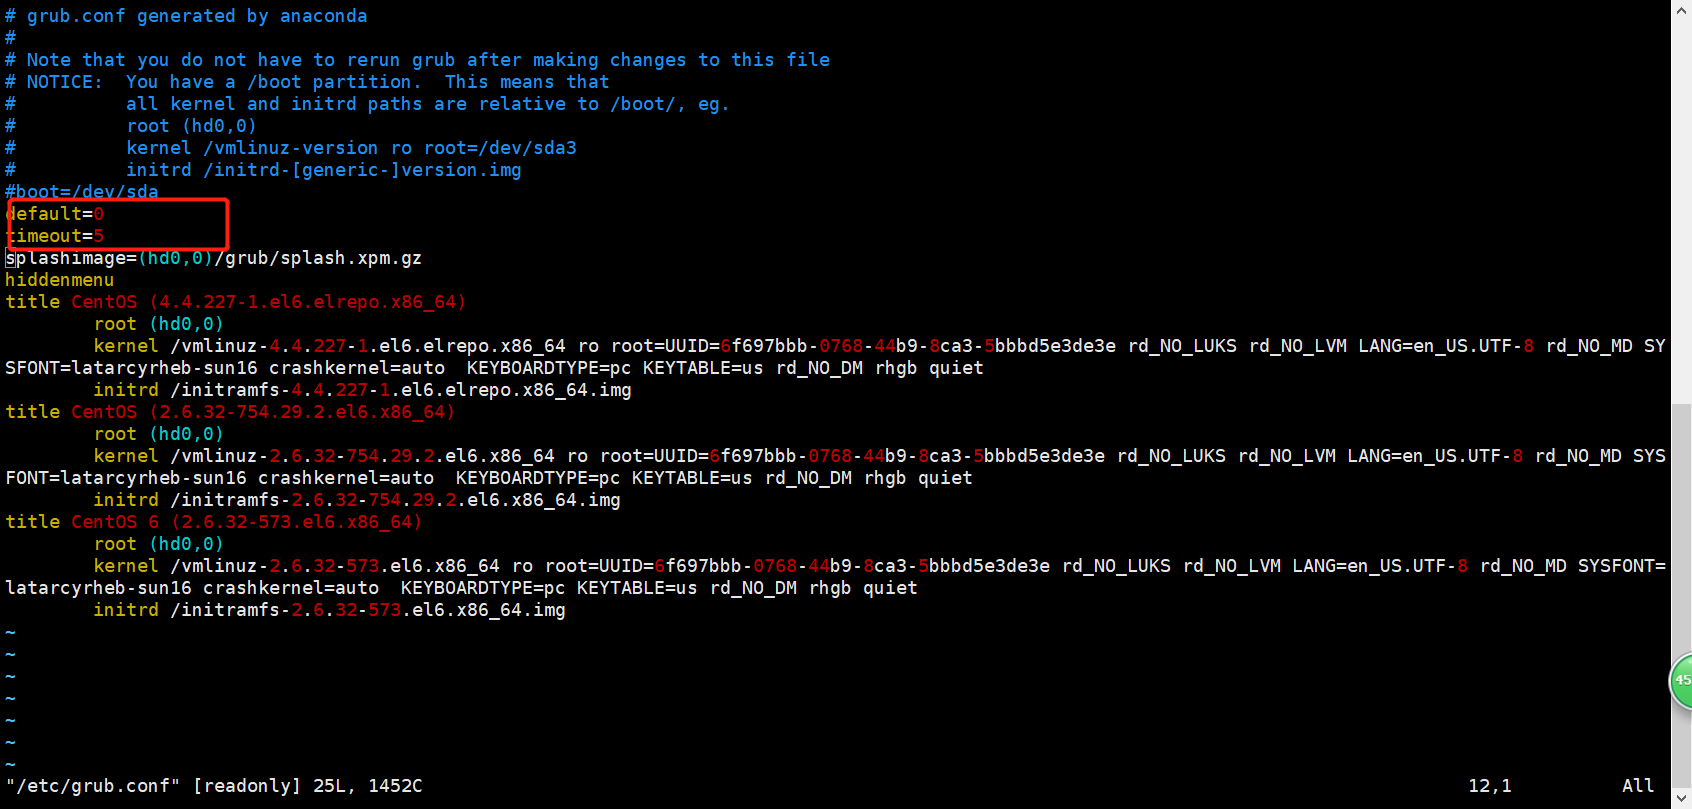 # grub.conf generated by anaconda
#
# Note that you do not have to rerun grub after making changes to this file
# NOTICE:  You have a /boot partition.  This means that
#          all kernel and initrd paths are relative to /boot/, eg.
#          root (hd0,0)
#          kernel /vmlinuz-version ro root=/dev/sda3
#          initrd /initrd-[generic-]version.img
#boot=/dev/sda
default=0
timeout=5
splashimage=(hd0,0)/grub/splash.xpm.gz
hiddenmenu
title CentOS (4.4.227-1.el6.elrepo.x86_64)
        root (hd0,0)
        kernel /vmlinuz-4.4.227-1.el6.elrepo.x86_64 ro root=UUID=6f697bbb-0768-44b9-8ca3-5bbbd5e3de3e rd_NO_LUKS rd_NO_LVM LANG=en_US.UTF-8 rd_NO_MD SY
SFONT=latarcyrheb-sun16 crashkernel=auto  KEYBOARDTYPE=pc KEYTABLE=us rd_NO_DM rhgb quiet
        initrd /initramfs-4.4.227-1.el6.elrepo.x86_64.img
title CentOS (2.6.32-754.29.2.el6.x86_64)
        root (hd0,0)
        kernel /vmlinuz-2.6.32-754.29.2.el6.x86_64 ro root=UUID=6f697bbb-0768-44b9-8ca3-5bbbd5e3de3e rd_NO_LUKS rd_NO_LVM LANG=en_US.UTF-8 rd_NO_MD SYS
FONT=latarcyrheb-sun16 crashkernel=auto  KEYBOARDTYPE=pc KEYTABLE=us rd_NO_DM rhgb quiet
        initrd /initramfs-2.6.32-754.29.2.el6.x86_64.img
title CentOS 6 (2.6.32-573.el6.x86_64)
        root (hd0,0)
        kernel /vmlinuz-2.6.32-573.el6.x86_64 ro root=UUID=6f697bbb-0768-44b9-8ca3-5bbbd5e3de3e rd_NO_LUKS rd_NO_LVM LANG=en_US.UTF-8 rd_NO_MD SYSFONT=
latarcyrheb-sun16 crashkernel=auto  KEYBOARDTYPE=pc KEYTABLE=us rd_NO_DM rhgb quiet
        initrd /initramfs-2.6.32-573.el6.x86_64.img
~
~
~
~
~
~
~
45
"/etc/grub.conf" [readonly] 25L, 1452C 12,1 All